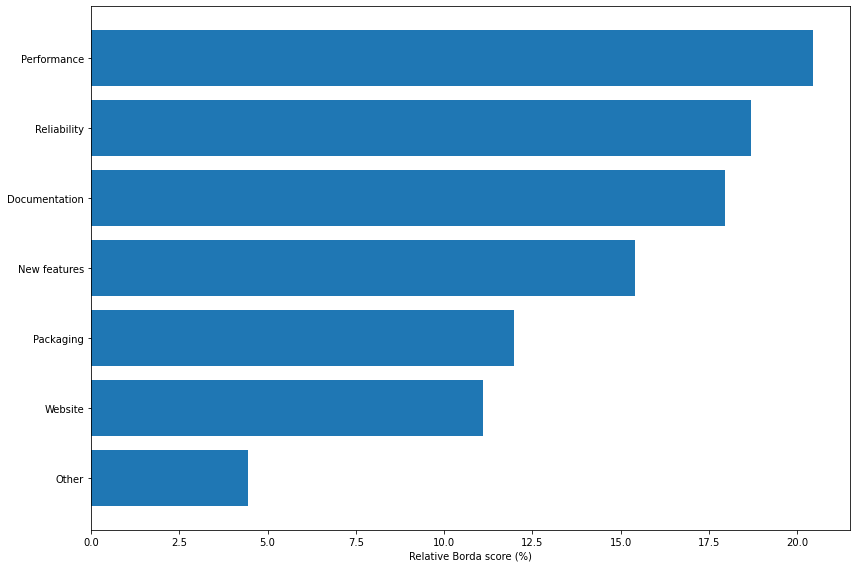 Performance
Reliability
Documentation
New features
Packaging
Website
Other
0.0 2.5 5.0 7.5 10.0 12.5 15.0 17.5 20.0
Relative Borda score (%)